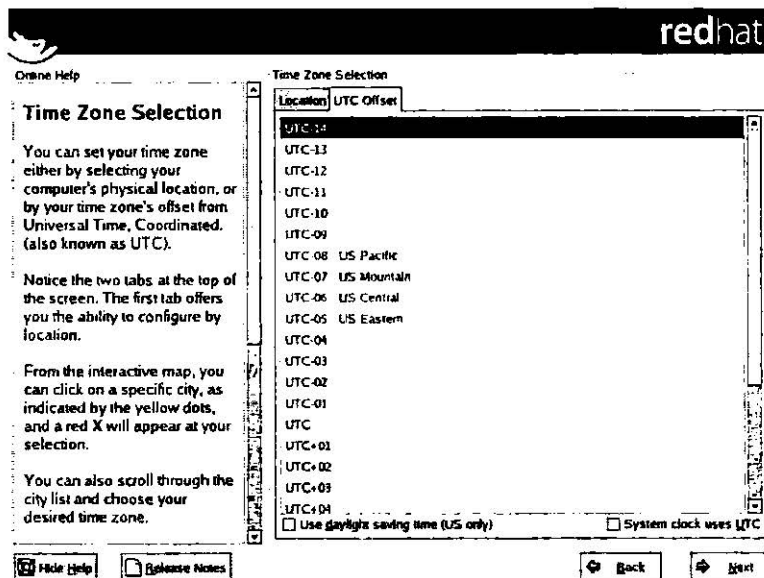 redhat
Online Help
Time Zone Selection
You can set your time zone
either by selecting your
computer's physical location, or
by your time zone's offset from
Universal Time, Coordinated.
(also known as UTC).
Notice the two tabs at the top of
the screen. The first tab offers
you the ability to configure by
location.
From the interactive map, you
can click on a specific city, as
indicated by the yellow dots,
and a red X will appear at your
selection.
You can also scroll through the
city list and choose your
desired time zone.
Time Zone Selection
Location UTC Offset
UTC-14
UTC-13
UTC-12
UTC-11
UTC-10
UTC-09
UTC-08 US Pacific
UTC-07 US Mountain
UTC-06 US Central
UTC-05 US Eastern
UTC-04
UTC-03
UTC-02
UTC-01
UTC
UTC+01
UTC+02
UTC+03
UTC+04
Use daylight saving time (US only) System clock uses UTC
Hide Help Release Notes Back Next